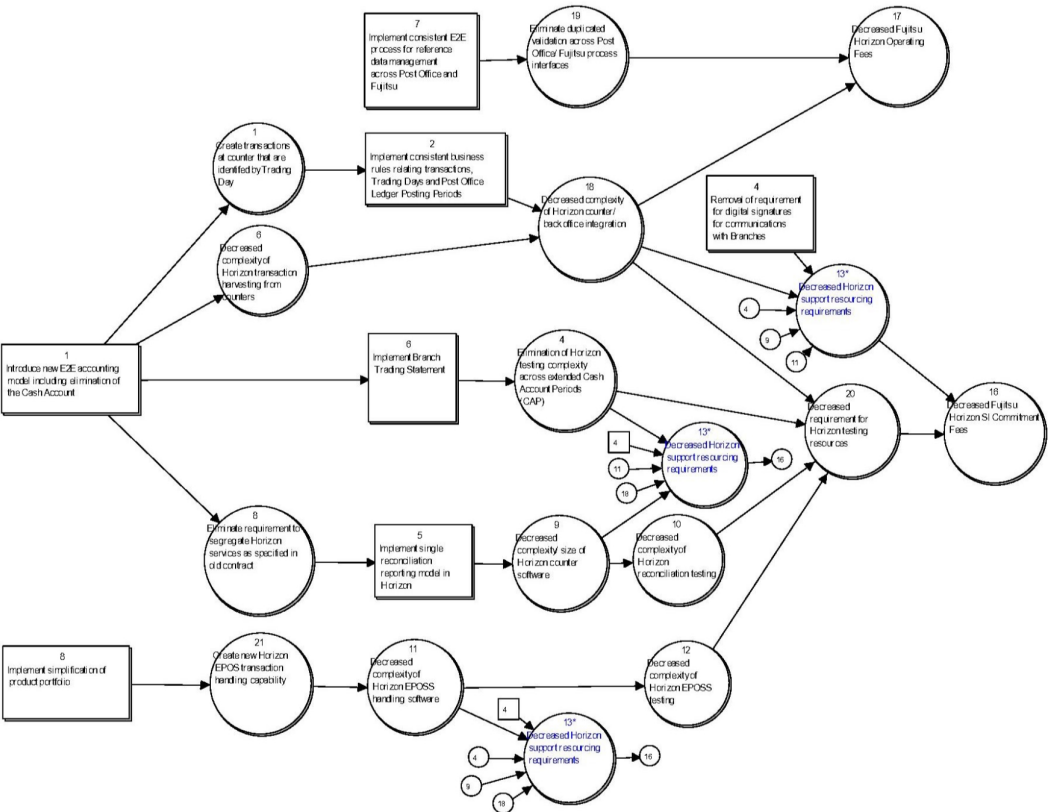 7
Implement consistent E2E
process for reference
data management
across Post Office and
Fujitsu
19
Eliminate duplicated
validation across Post
Office/ Fujitsu process
interfaces
17
Decreased Fujitsu
Horizon Operating
Fees
1
Create transactions
at counter that are
identifed by Trading
Day
2
Implement consistent business
rules relating transactions,
Trading Days and Post Office
Ledger Posting Periods
18
Decreased complexity
of Horizon counter/
back office integration
4
Removal of requirement
for digital signatures
for communications
with Branches
6
Decreased
complexity of
Horizon transaction
harvesting from
counters
13*
Decreased Horizon
support resourcing
requirements
4
9
11
1
Introduce new E2E accounting
model including elimination of
the Cash Account
6
Implement Branch
Trading Statement
4
Elimination of Horizon
testing complexity
across extended Cash
Account Periods
(CAP)
20
Decreased
requirement for
Horizon testing
resources
16
Decreased Fujitsu
Horizon SI Commitment
Fees
13*
Decreased Horizon
support resourcing
requirements
4
11
18
16
8
Eliminate requirement to
segregate Horizon
services as specified in
old contract
5
Implement single
reconciliation
reporting model in
Horizon
9
Decreased
complexity/ size of
Horizon counter
software
10
Decreased
complexity of
Horizon
reconciliation testing
8
Implement simplification of
product portfolio
21
Create new Horizon
EPOS transaction
handling capability
11
Decreased
complexity of
Horizon EPOSS
handling software
12
Decreased
complexity of
Horizon EPOSS
testing
4
13*
Decreased Horizon
support resourcing
requirements
4
9
18
16